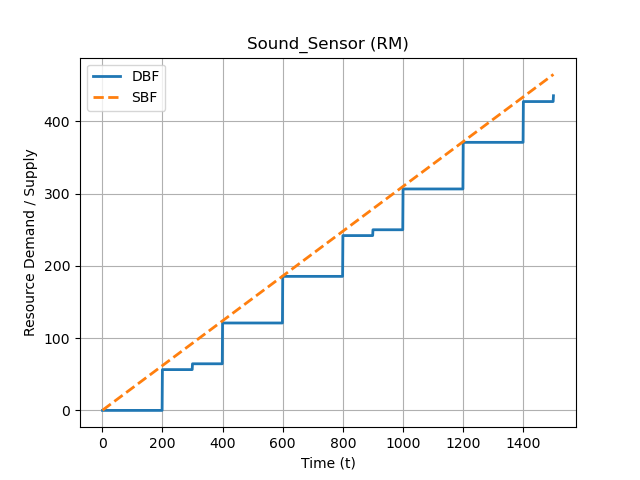 Sound_Sensor (RM)
DBF
SBF
Resource Demand / Supply
400
300
200
100
0
0 200 400 600 800 1000 1200 1400
Time (t)